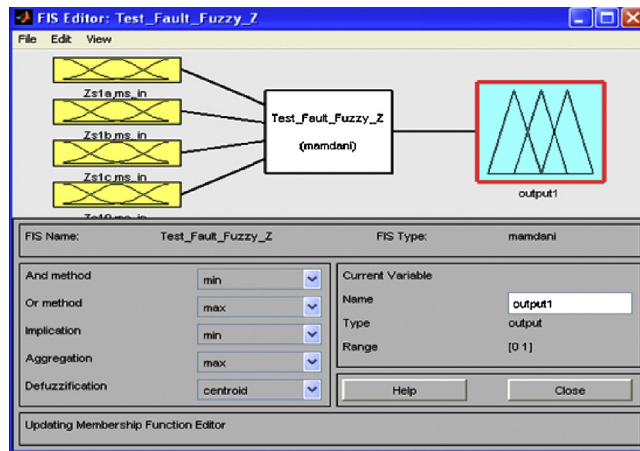 FIS Editor: Test_Fault_Fuzzy_Z
File Edit View
Zs1a,ms_in
Zs1b,ms_in
Zs1c,ms_in
Test_Fault_Fuzzy_Z
(mamdani)
output1
FIS Name: Test_Fault_Fuzzy_Z FIS Type: mamdani
And method min
Or method max
Implication min
Aggregation max
Defuzzification centroid
Current Variable
Name output1
Type output
Range [0 1]
Help Close
Updating Membership Function Editor